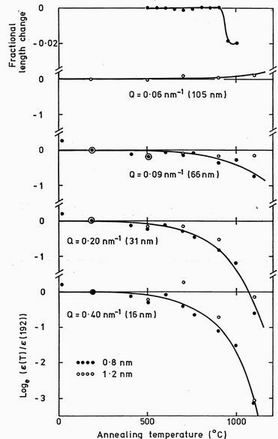 Fractional
length change
0
-0.02
0
Q = 0.06 nm⁻¹ (105 nm)
-1
0
Q = 0.09 nm⁻¹ (66 nm)
-1
0
Q = 0.20 nm⁻¹ (31 nm)
-1
0
Q = 0.40 nm⁻¹ (16 nm)
-1
-2
0.8 nm
1.2 nm
-3
Logₑ (ε(T)/ε(192))
0
500
1000
Annealing temperature (°C)